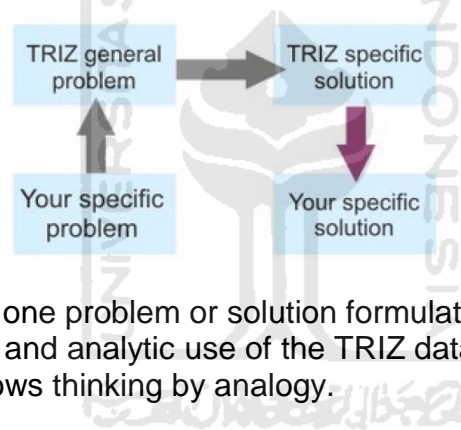 TRIZ general
problem
TRIZ specific
solution
Your specific
problem
Your specific
solution
one problem or solution formulat
and analytic use of the TRIZ data
ows thinking by analogy.